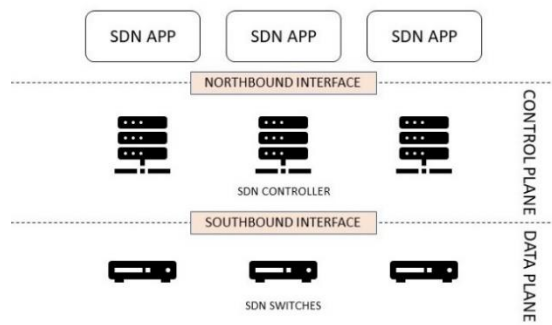 SDN APP
SDN APP
SDN APP
NORTHBOUND INTERFACE
SDN CONTROLLER
CONTROL PLANE
SOUTHBOUND INTERFACE
SDN SWITCHES
DATA PLANE